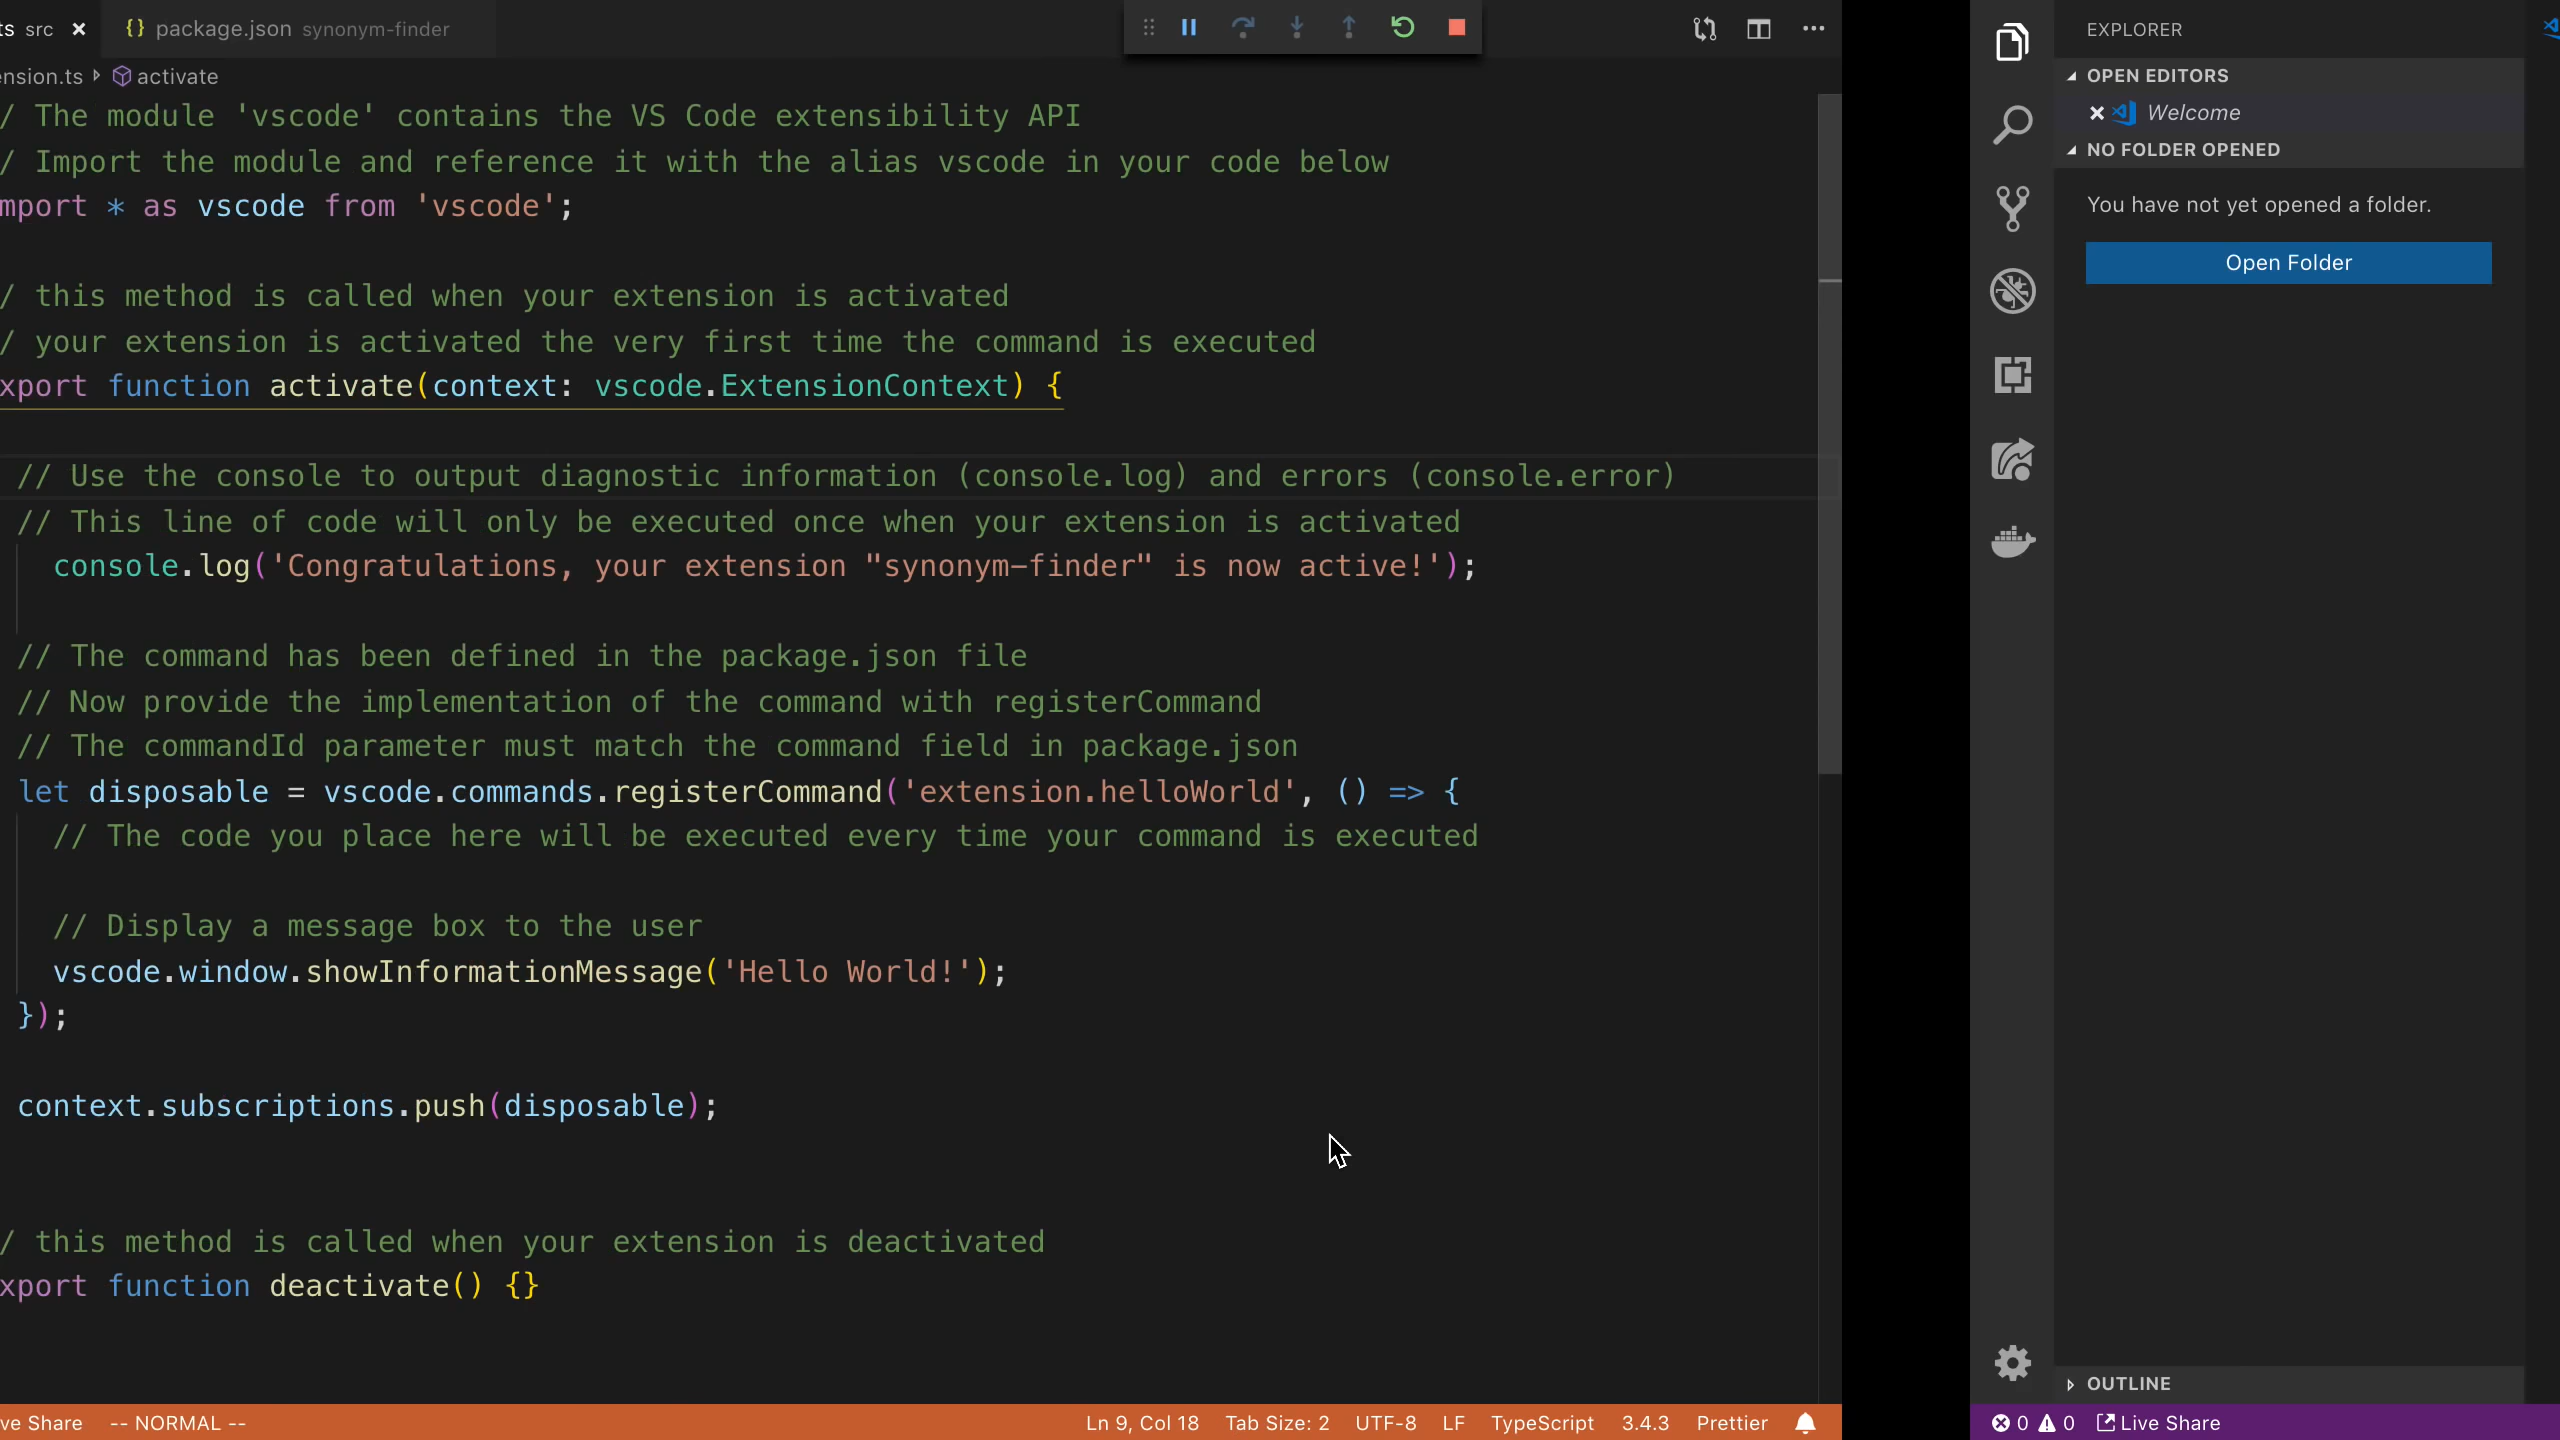 ts src × {} package.json synonym-finder
ension.ts activate
/ The module 'vscode' contains the VS Code extensibility API
/ Import the module and reference it with the alias vscode in your code below
mport * as vscode from 'vscode';
/ this method is called when your extension is activated
/ your extension is activated the very first time the command is executed
xport function activate(context: vscode.ExtensionContext) {
// Use the console to output diagnostic information (console.log) and errors (console.error)
// This line of code will only be executed once when your extension is activated
console.log('Congratulations, your extension "synonym-finder" is now active!');
// The command has been defined in the package.json file
// Now provide the implementation of the command with registerCommand
// The commandId parameter must match the command field in package.json
let disposable = vscode.commands.registerCommand('extension.helloWorld', () => {
// The code you place here will be executed every time your command is executed
// Display a message box to the user
vscode.window.showInformationMessage('Hello World!');
});
context.subscriptions.push(disposable);
/ this method is called when your extension is deactivated
xport function deactivate() {}
ve Share -- NORMAL -- Ln 9, Col 18 Tab Size: 2 UTF-8 LF TypeScript 3.4.3 Prettier
EXPLORER
OPEN EDITORS
× Welcome
NO FOLDER OPENED
You have not yet opened a folder.
Open Folder
OUTLINE
0 0 Live Share